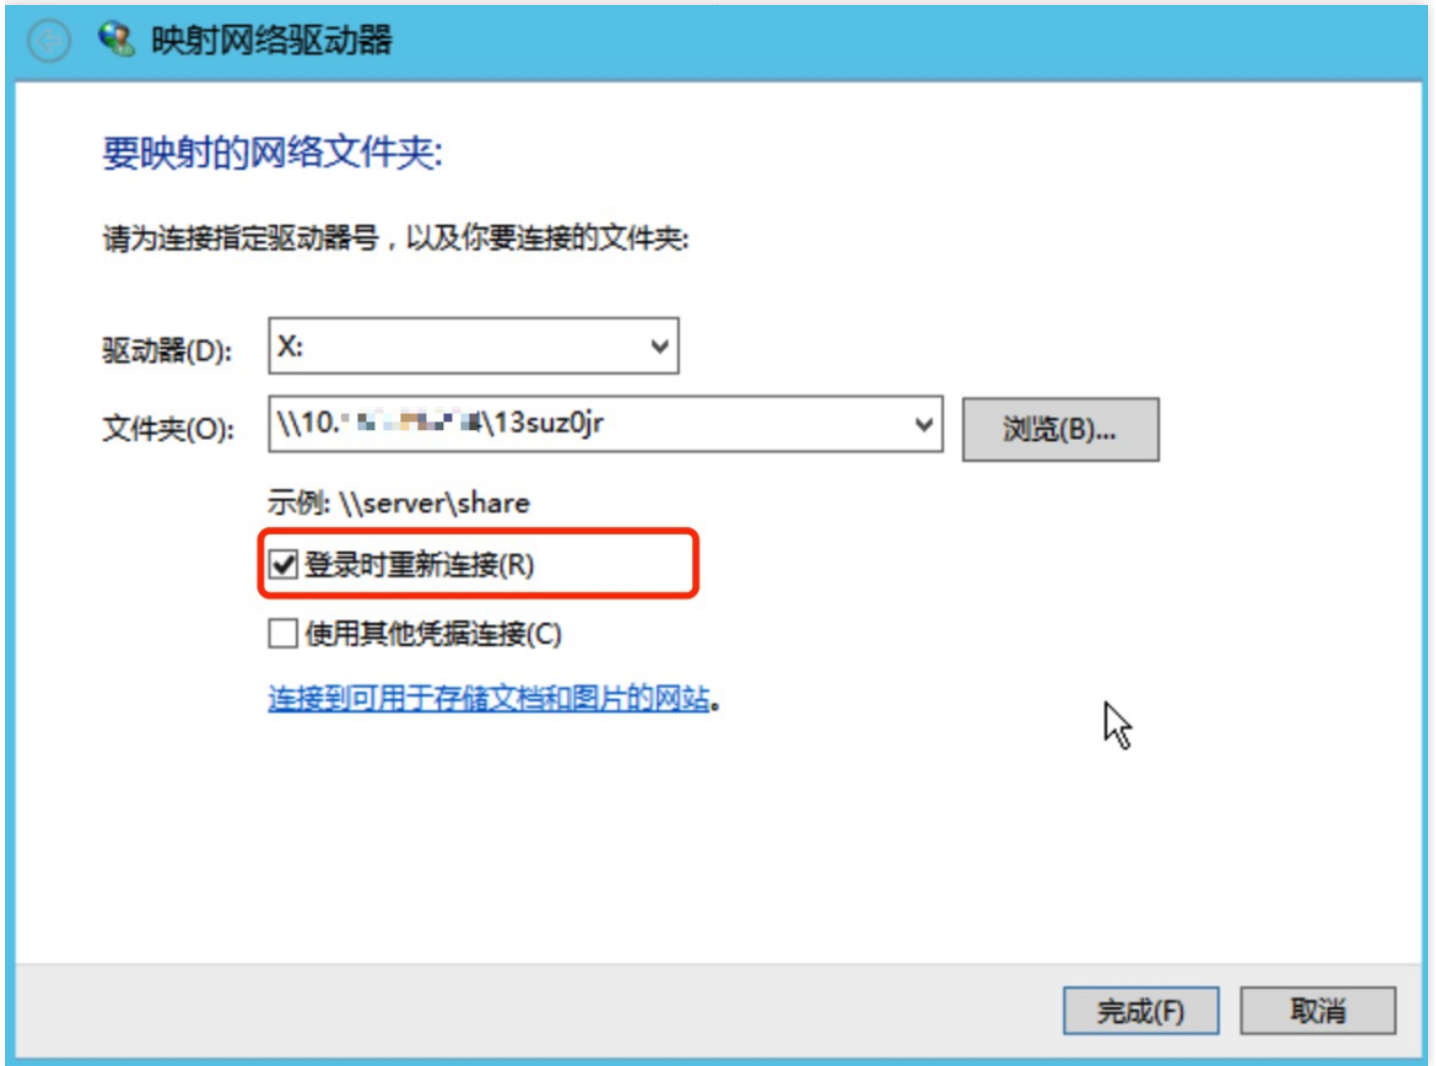 映射网络驱动器
要映射的网络文件夹:
请为连接指定驱动器号，以及你要连接的文件夹:
驱动器(D): X:
文件夹(O): \\10. \13suz0jr 浏览(B)...
示例: \\server\share
登录时重新连接(R)
使用其他凭据连接(C)
连接到可用于存储文档和图片的网站。
完成(F) 取消